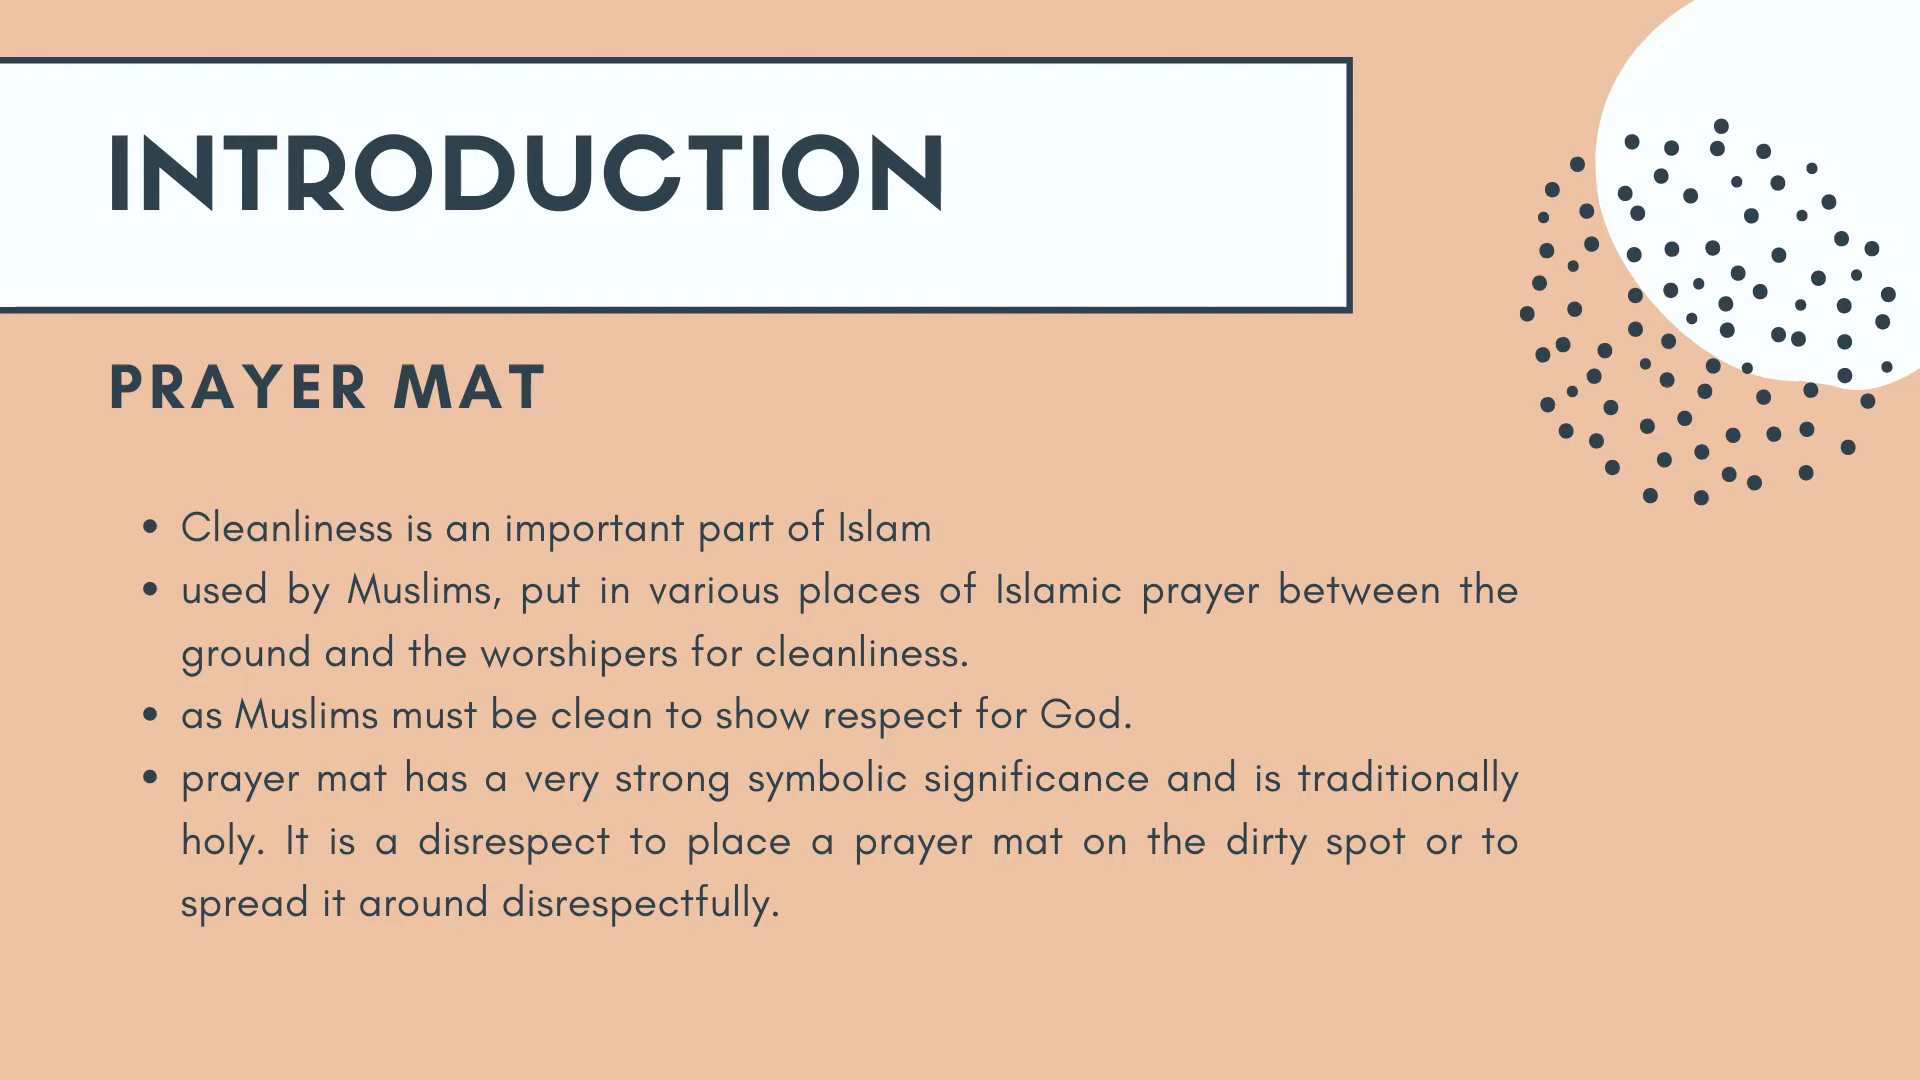 INTRODUCTION
PRAYER MAT
• Cleanliness is an important part of Islam
• used by Muslims, put in various places of Islamic prayer between the
ground and the worshipers for cleanliness.
• as Muslims must be clean to show respect for God.
• prayer mat has a very strong symbolic significance and is traditionally
holy. It is a disrespect to place a prayer mat on the dirty spot or to
spread it around disrespectfully.